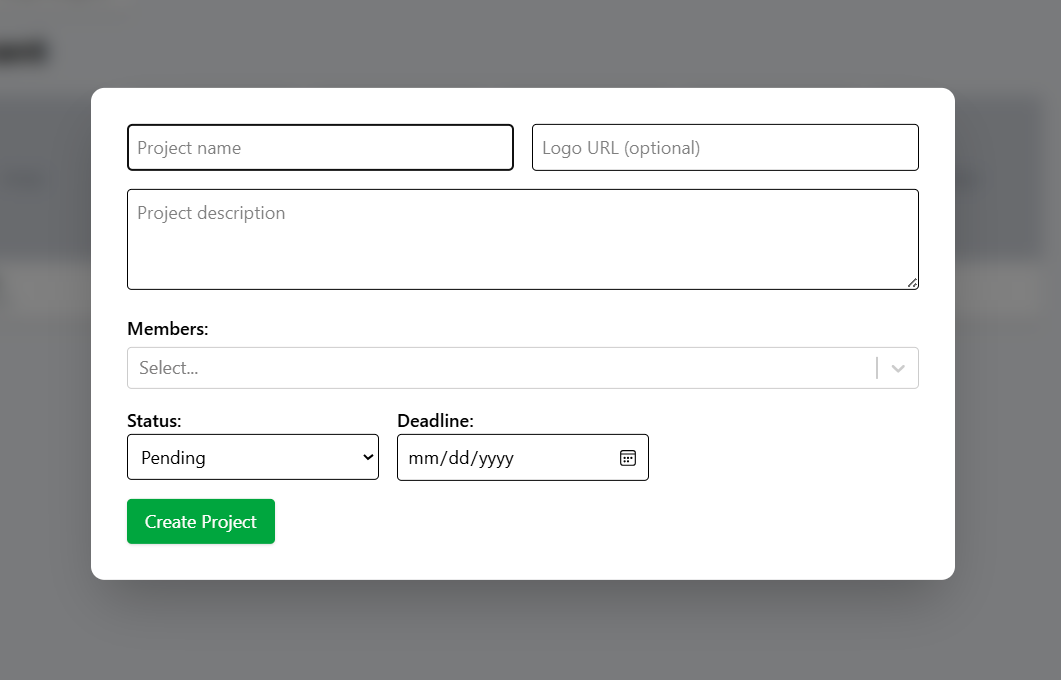 Project name
Logo URL (optional)
Project description
Members:
Select...
Status:
Deadline:
Pending
mm/dd/yyyy
Create Project